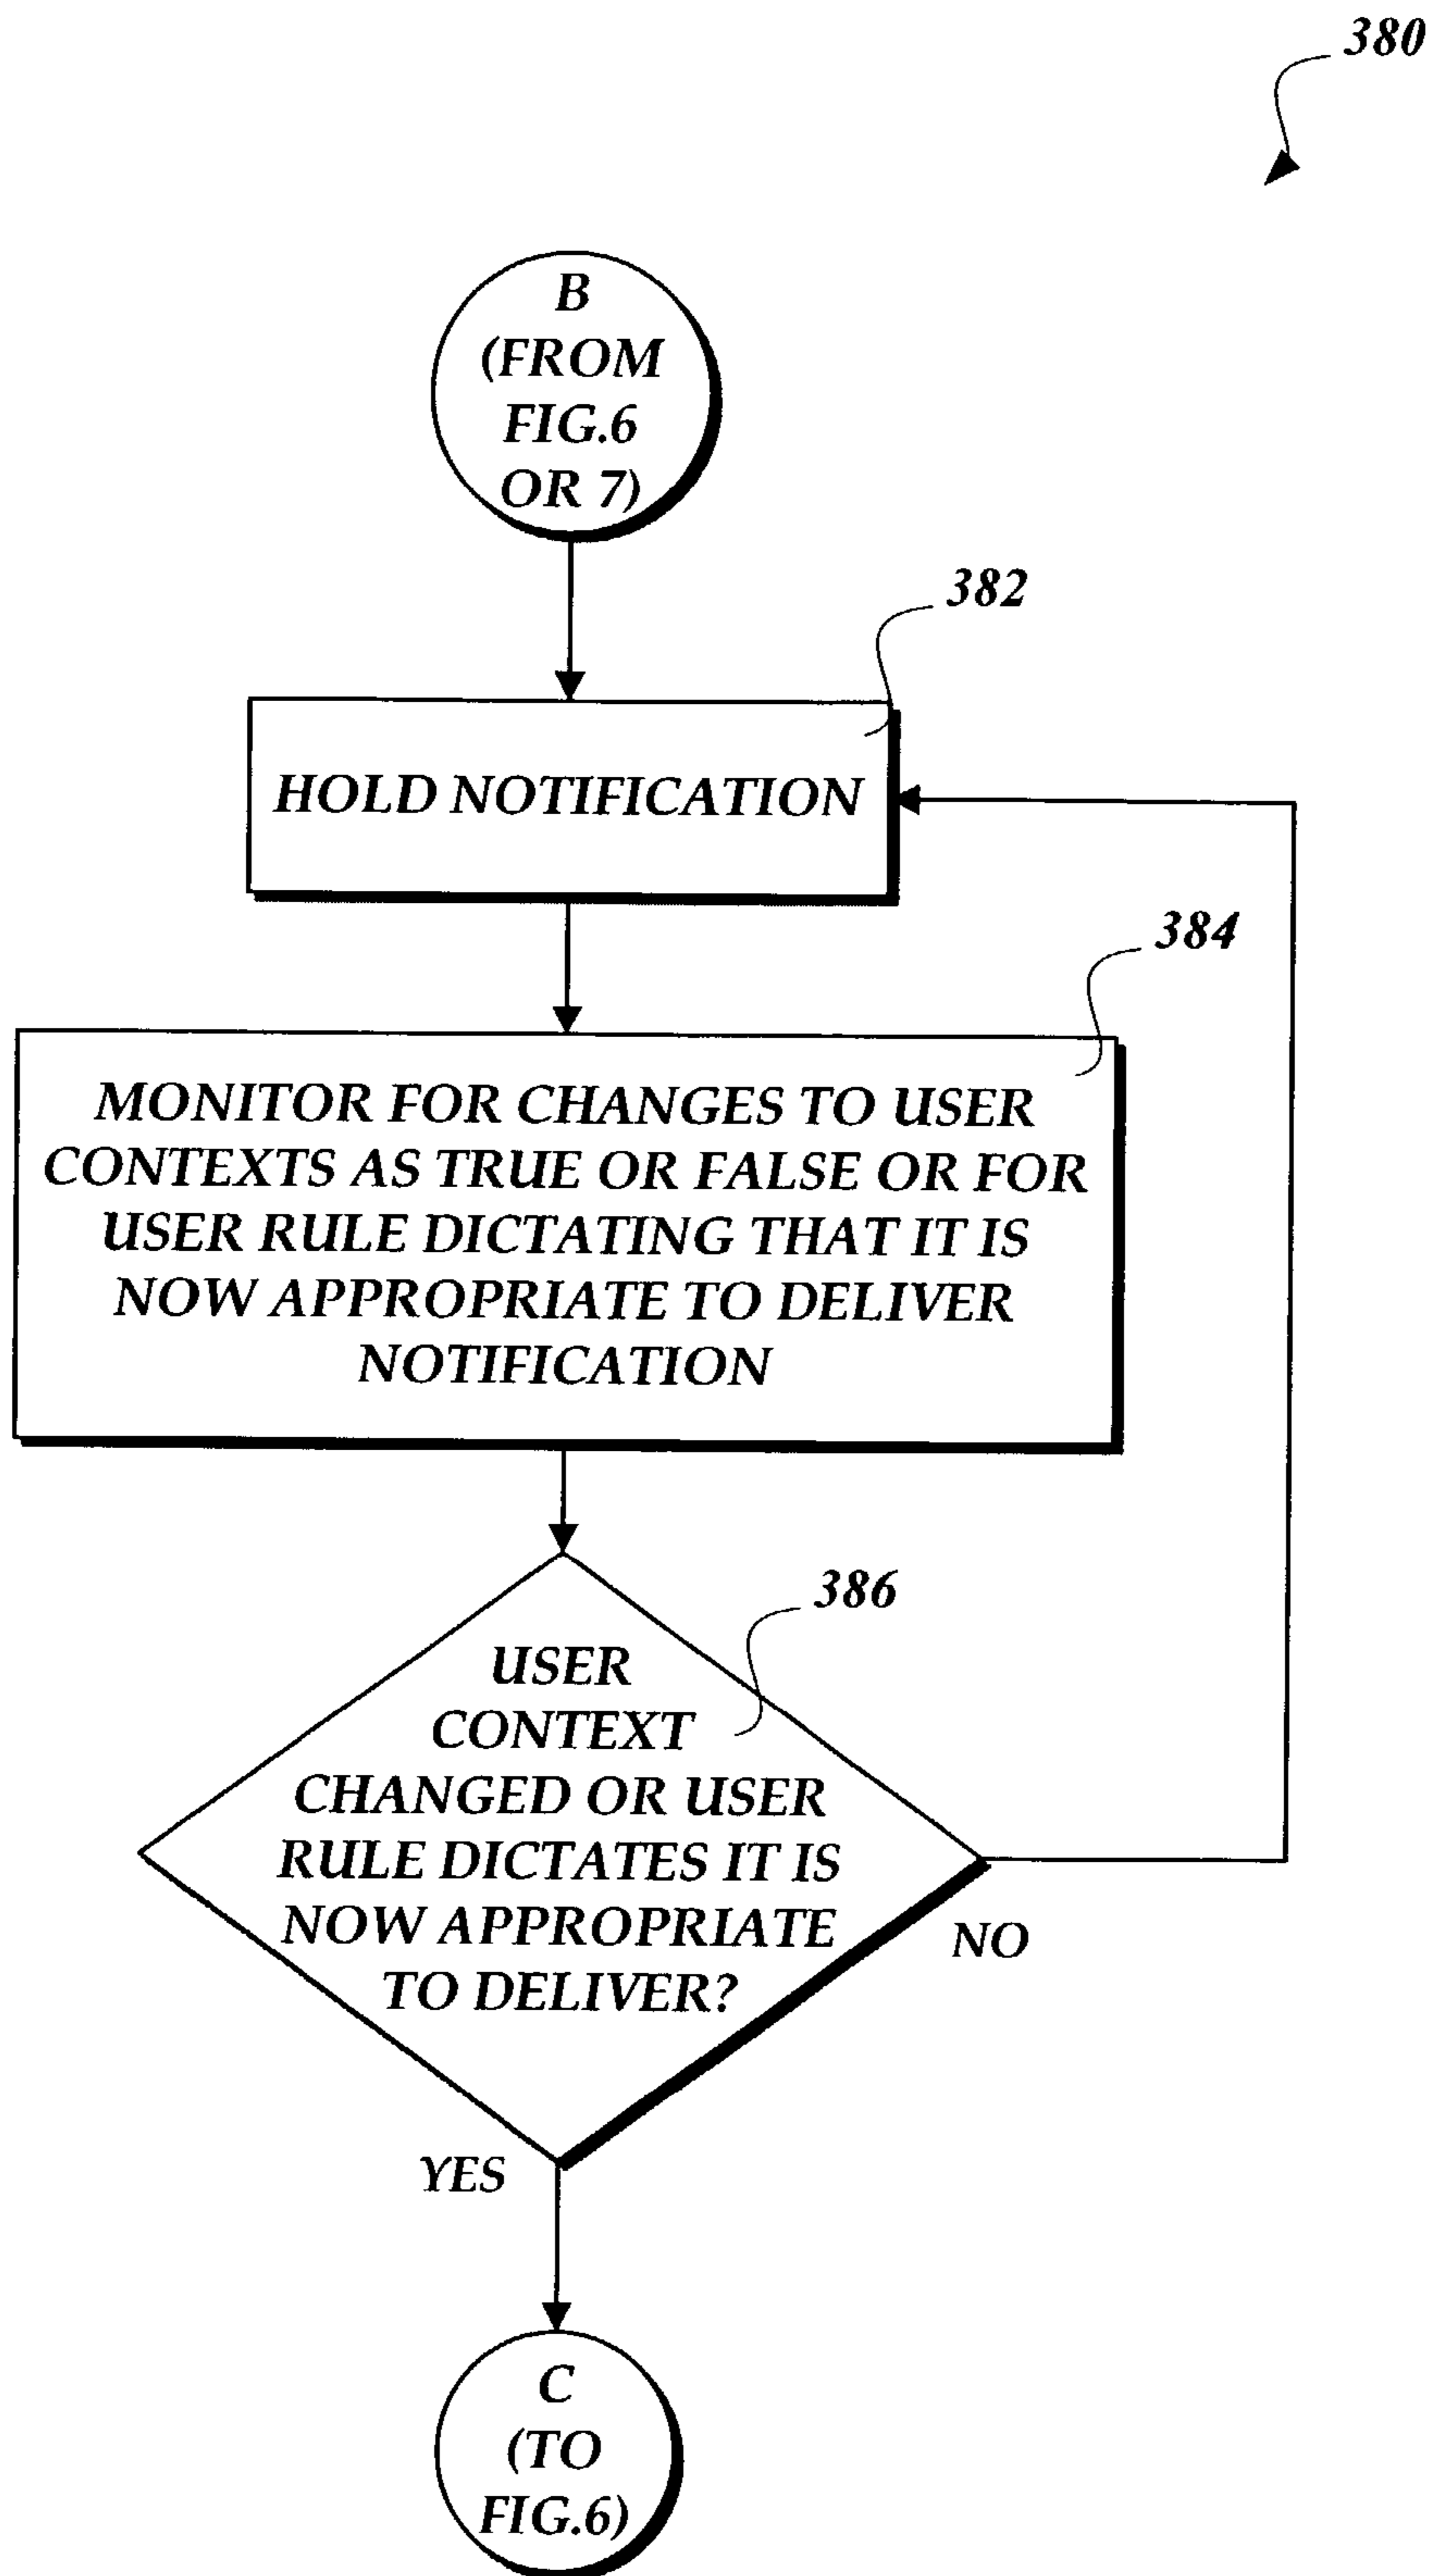 380
B
(FROM
FIG.6
OR 7)
382
HOLD NOTIFICATION
384
MONITOR FOR CHANGES TO USER
CONTEXTS AS TRUE OR FALSE OR FOR
USER RULE DICTATING THAT IT IS
NOW APPROPRIATE TO DELIVER
NOTIFICATION
386
USER
CONTEXT
CHANGED OR USER
RULE DICTATES IT IS
NOW APPROPRIATE
TO DELIVER?
NO
YES
C
(TO
FIG.6)